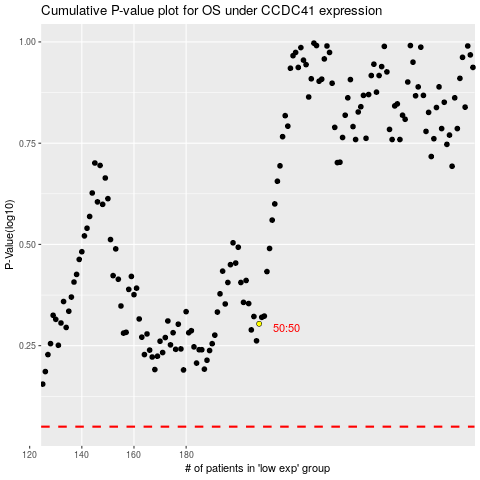 Cumulative P-value plot for OS under CCDC41 expression
P-Value(log10)
1.00
0.75
0.50
0.25
50:50
120 140 160 180
# of patients in 'low exp' group